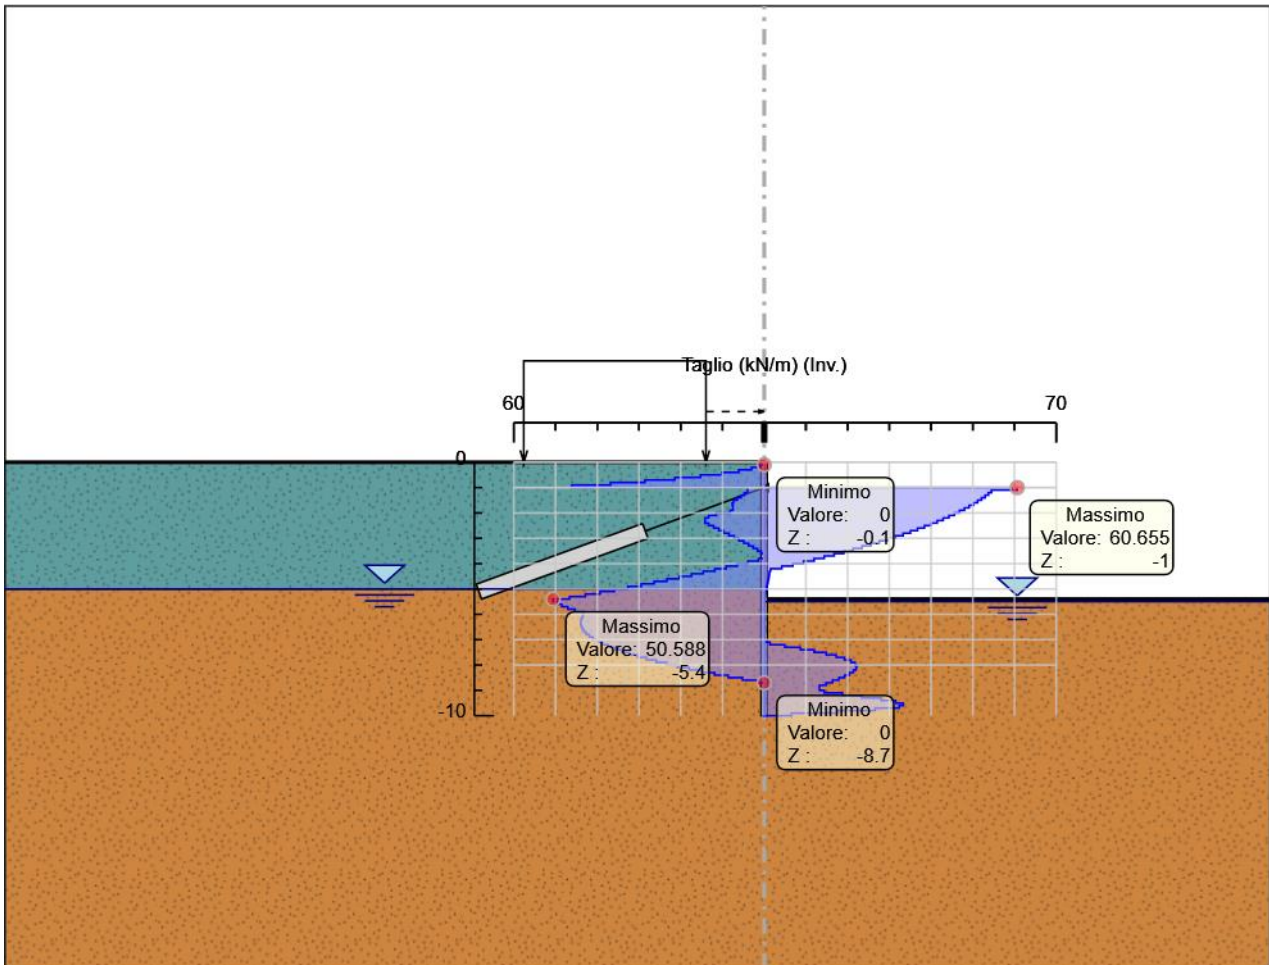 Taglio (kN/m) (Inv.)
60
70
0
Minimo
Valore: 0
Z : -0.1
Massimo
Valore: 60.655
Z : -1
Massimo
Valore: 50.588
Z : -5.4
-10
Minimo
Valore: 0
Z : -8.7